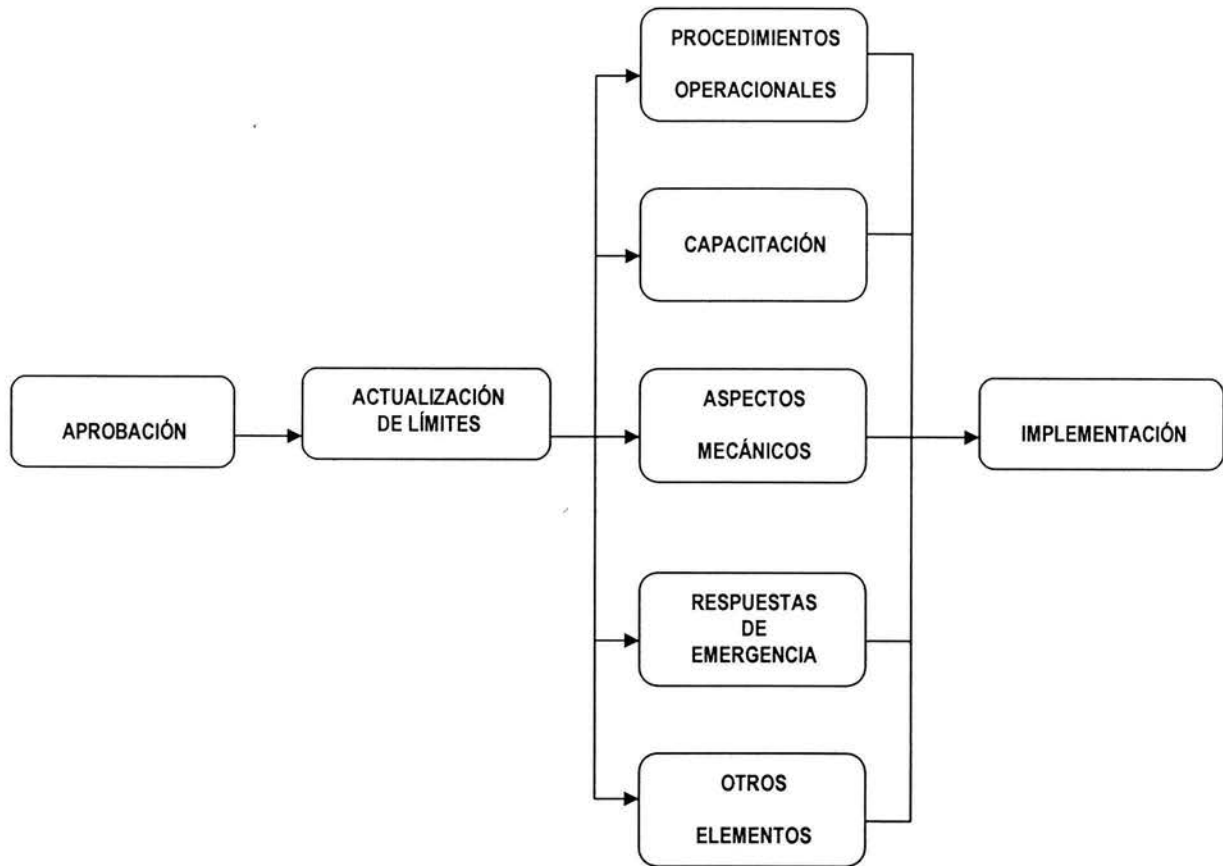 PROCEDIMIENTOS
OPERACIONALES
CAPACITACIÓN
APROBACIÓN
ACTUALIZACIÓN
DE LÍMITES
ASPECTOS
MECÁNICOS
IMPLEMENTACIÓN
RESPUESTAS
DE
EMERGENCIA
OTROS
ELEMENTOS